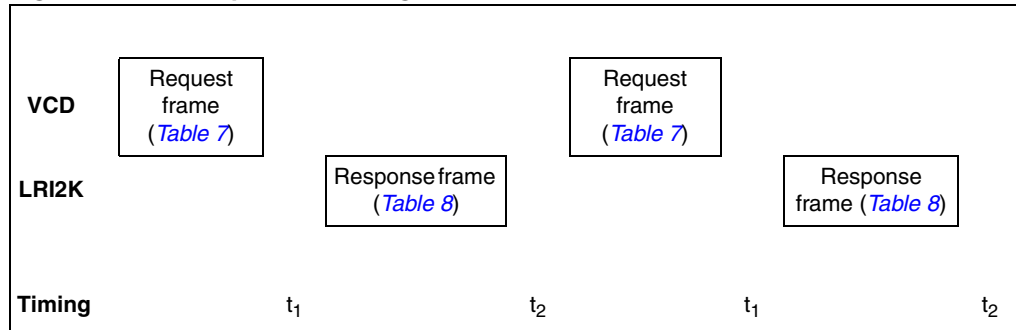 VCD
Request
frame
(Table 7)
Request
frame
(Table 7)
LRI2K
Response frame
(Table 8)
Response
frame (Table 8)
Timing t1 t2 t1 t2